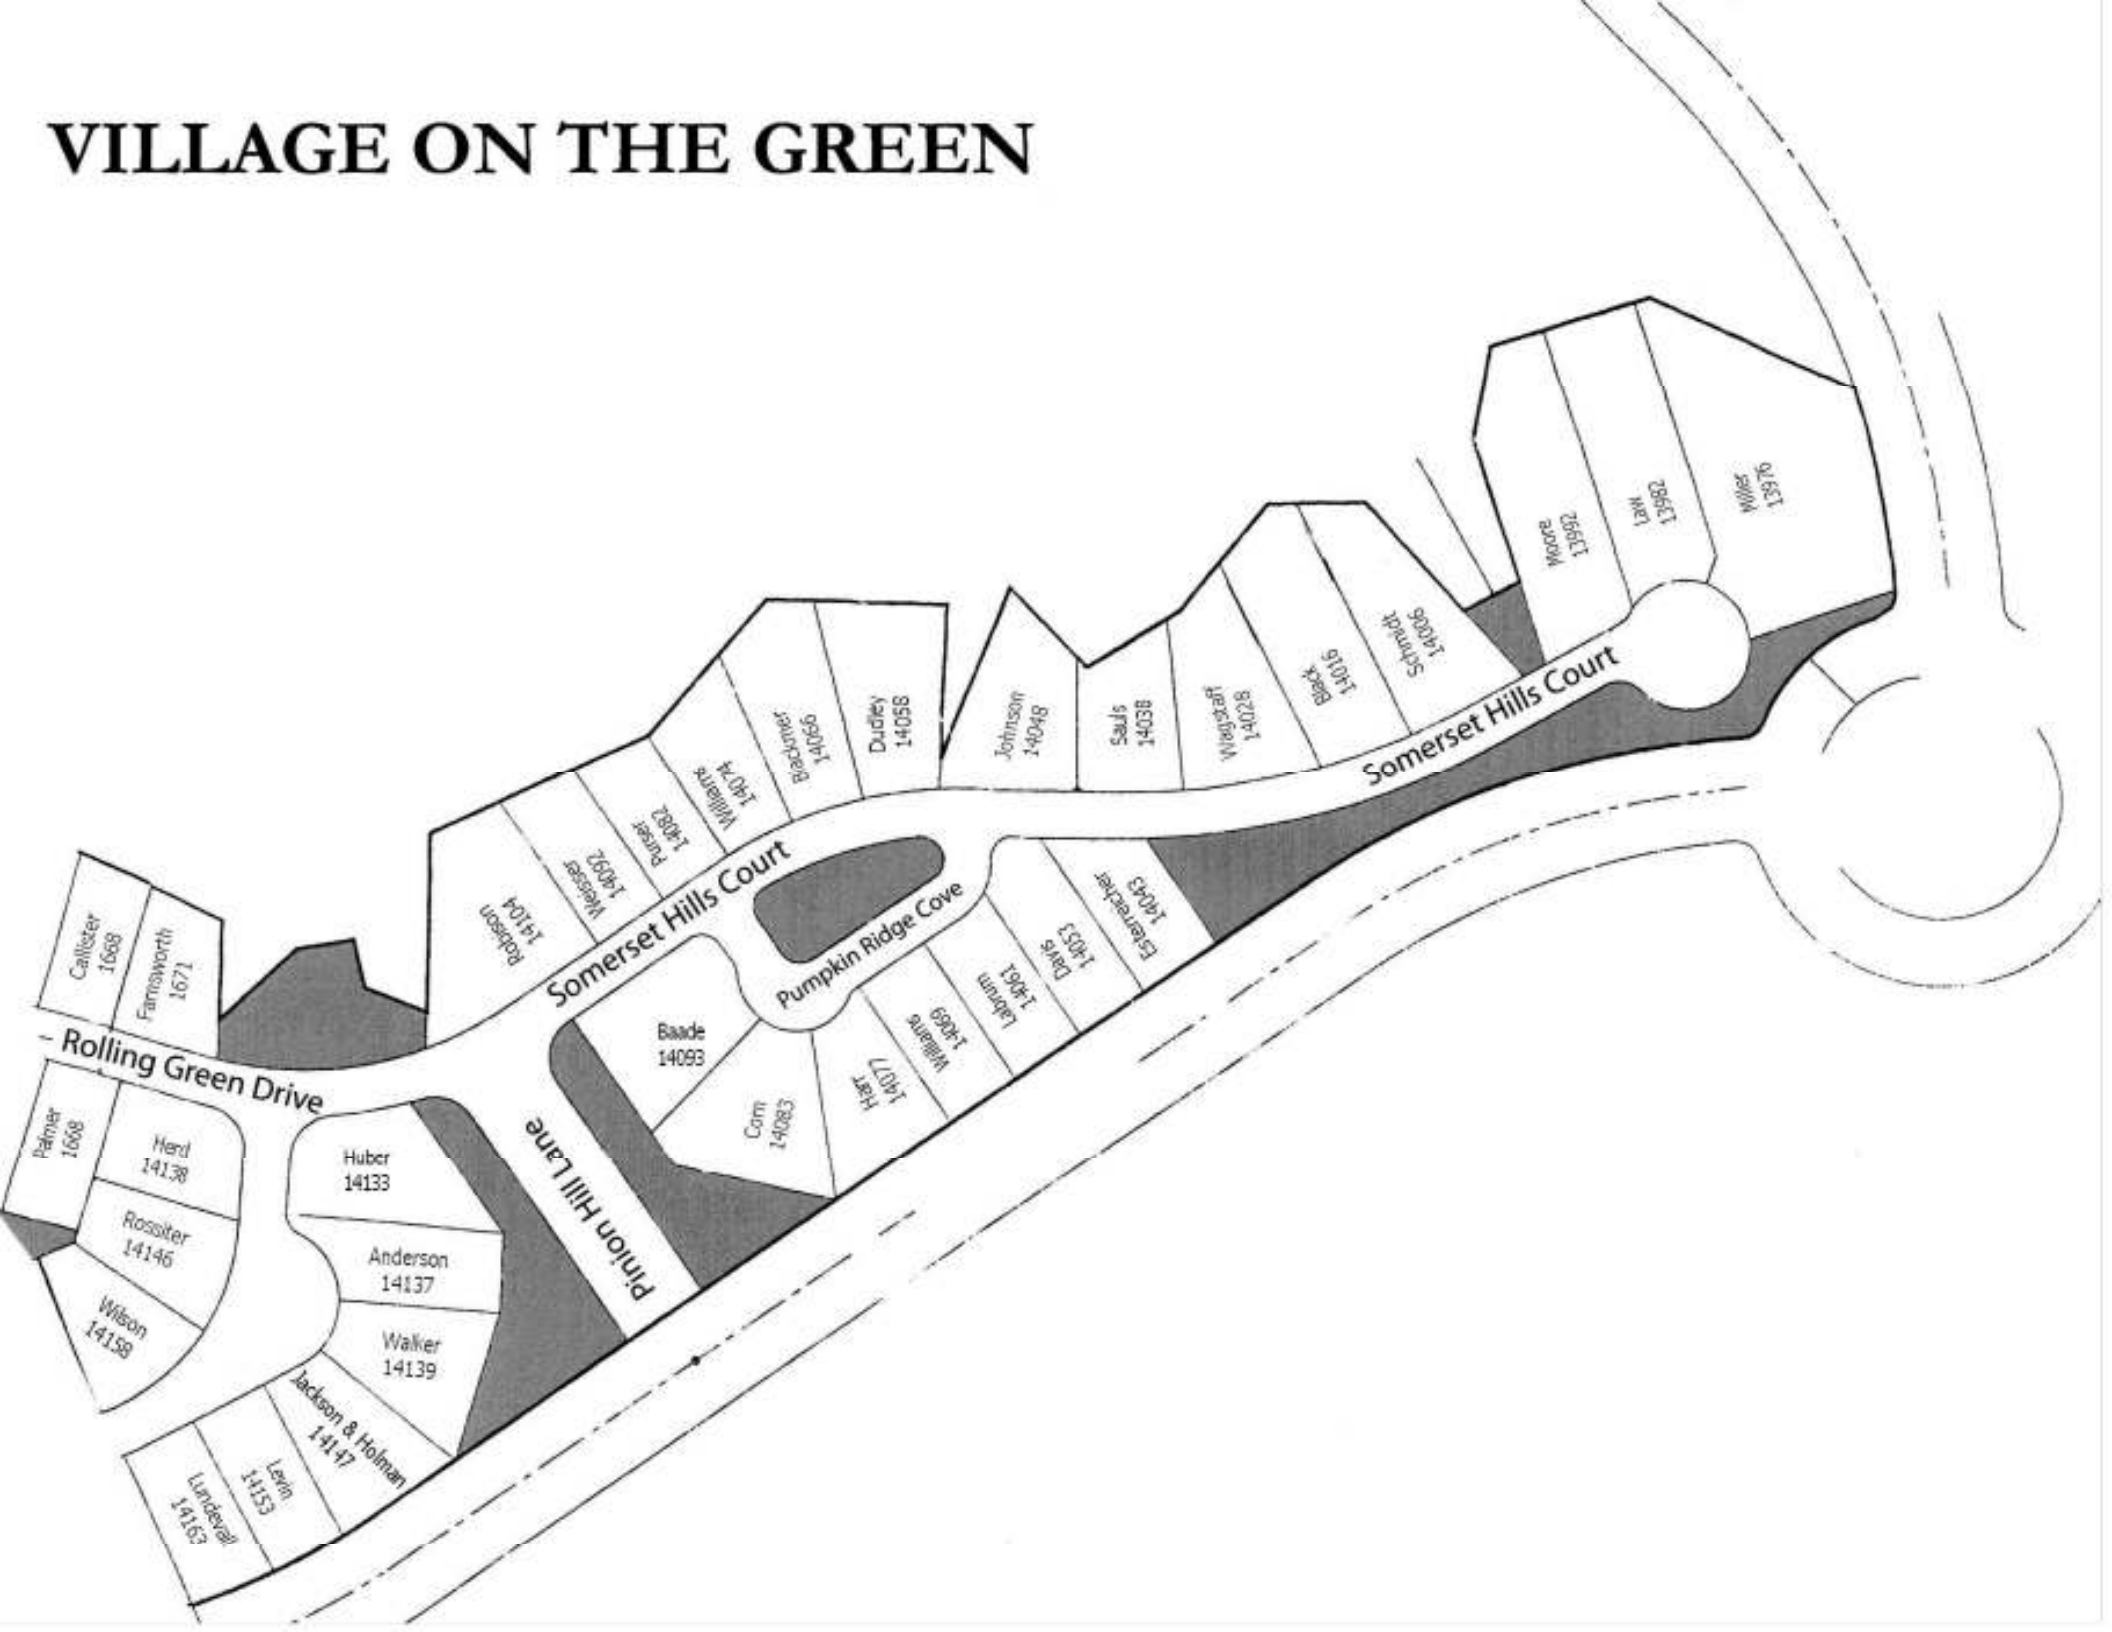 VILLAGE ON THE GREEN
Miller
13976
Law
13982
Moore
13992
Schmidt
14006
Black
14016
Wagstaff
14028
Sauls
14038
Johnson
14048
Dudley
14058
Blackmer
14066
Williams
14074
Purser
14082
Weisser
14092
Robison
14104
Somerset Hills Court
Somerset Hills Court
Pumpkin Ridge Cove
Esterreicher
14043
Davis
14053
Labrum
14061
Williams
14069
Harr
14077
Corn
14083
Baade
14093
Callister
1668
Farnsworth
1671
Rolling Green Drive
Pinion Hill Lane
Palmer
1668
Herd
14138
Rossiter
14146
Wilson
14158
Huber
14133
Anderson
14137
Walker
14139
Jackson & Holman
14147
Levin
14153
Lundevall
14163